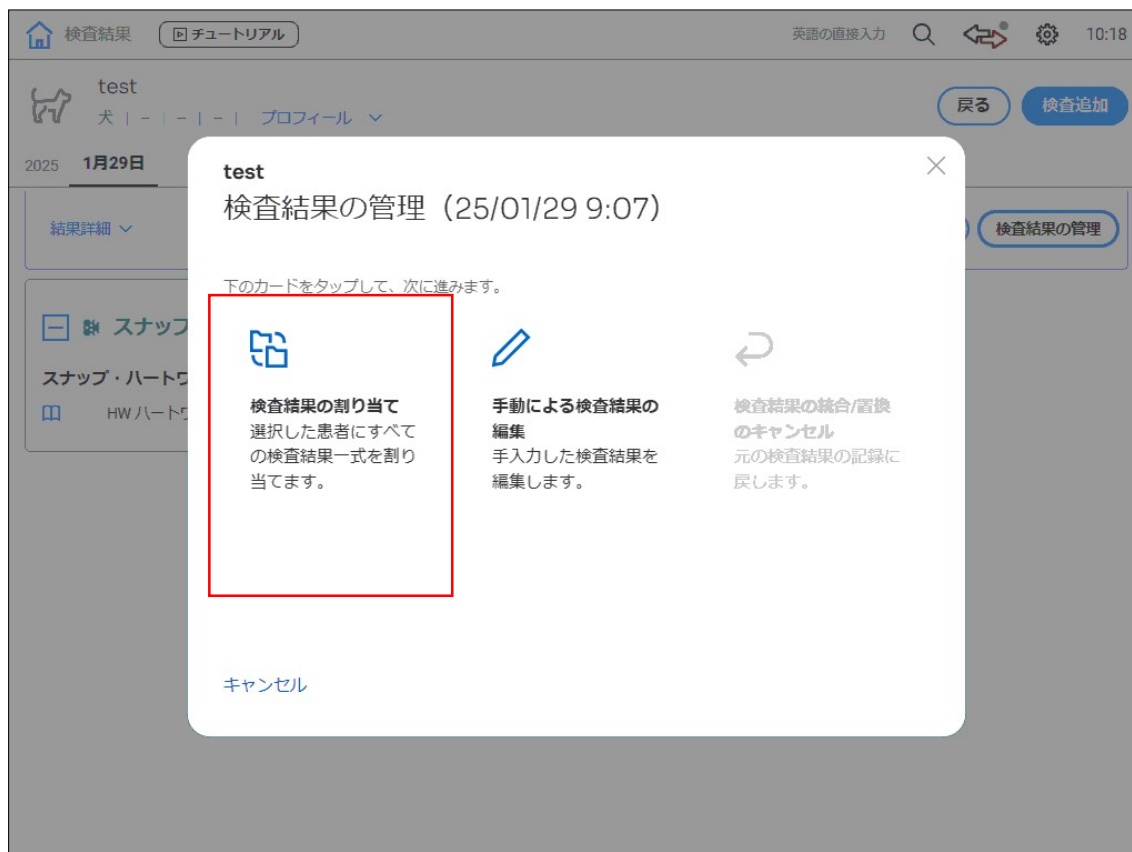 検査結果 チュートリアル 英語の直接入力 10:18
test
犬 | - | - | - | プロフィール
戻る 検査追加
2025 1月29日
結果詳細
検査結果の管理
スナップ
スナップ・ハートワ
HW ハートワ
test
検査結果の管理（25/01/29 9:07）
下のカードをタップして、次に進みます。
検査結果の割り当て
選択した患者にすべて
の検査結果一式を割り
当てます。
手動による検査結果の
編集
手入力した検査結果を
編集します。
検査結果の統合/置換
のキャンセル
元の検査結果の記録に
戻します。
キャンセル